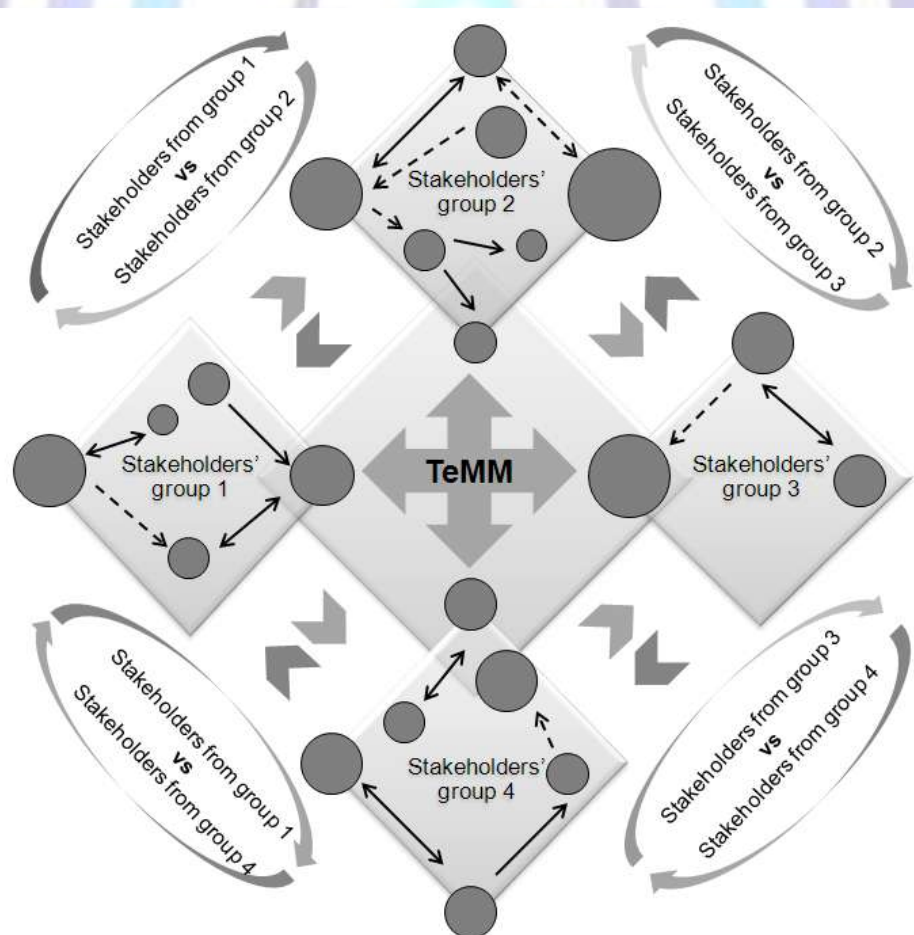 Stakeholders from group 1
vs
Stakeholders from group 2
Stakeholders from group 2
vs
Stakeholders from group 3
Stakeholders'
group 2
Stakeholders'
group 1
TeMM
Stakeholders'
group 3
Stakeholders from group 1
vs
Stakeholders from group 4
Stakeholders'
group 4
Stakeholders from group 3
vs
Stakeholders from group 4